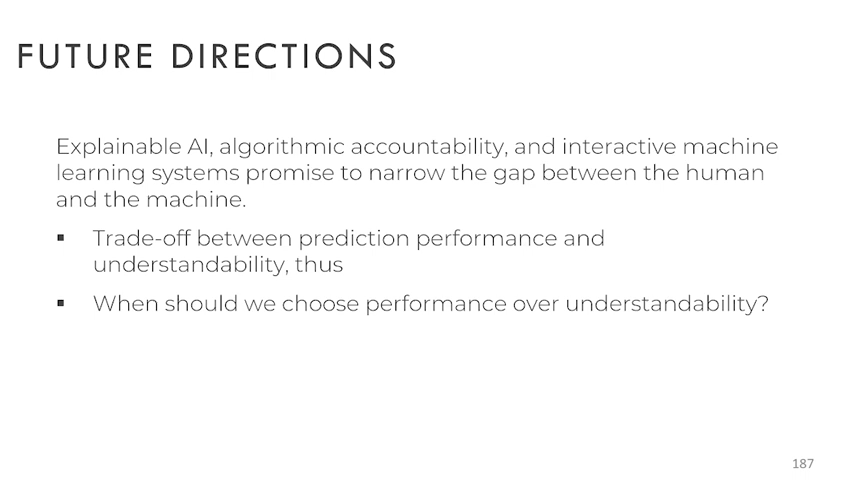 FUTURE DIRECTIONS
Explainable AI, algorithmic accountability, and interactive machine
learning systems promise to narrow the gap between the human
and the machine.
▪ Trade-off between prediction performance and
understandability, thus
▪ When should we choose performance over understandability?
187